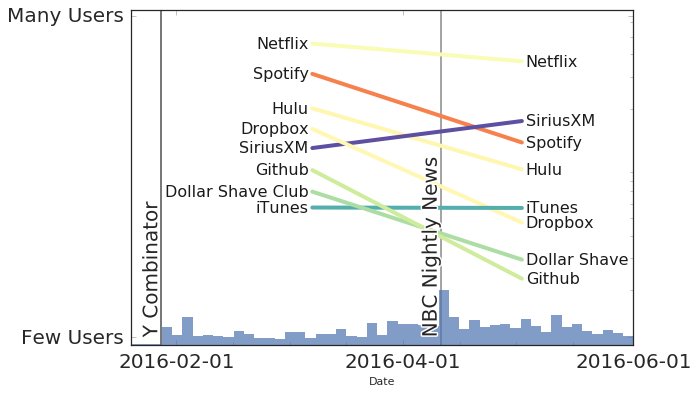 Many Users
Few Users
Y Combinator
NBC Nightly News
Netflix
Spotify
Hulu
Dropbox
SiriusXM
Github
Dollar Shave Club
iTunes
Netflix
SiriusXM
Spotify
Hulu
iTunes
Dropbox
Dollar Shave
Github
2016-02-01
2016-04-01
2016-06-01
Date